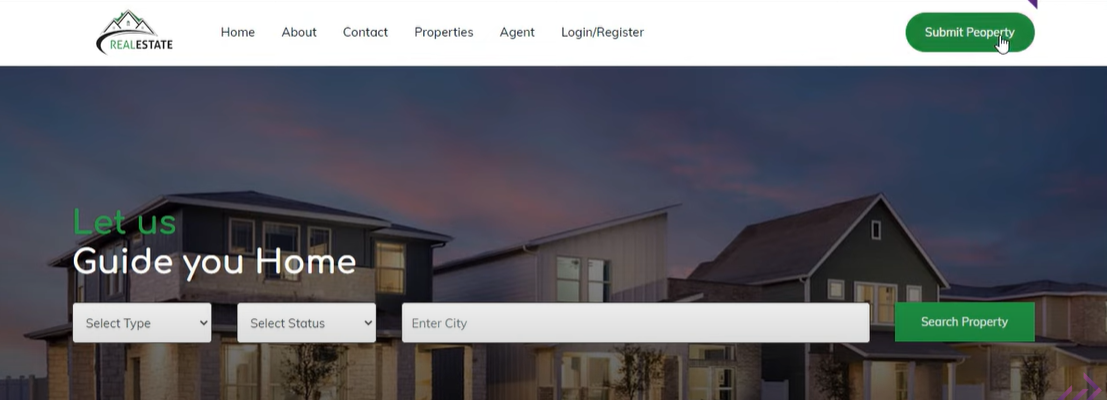 REALESTATE
Home About Contact Properties Agent Login/Register
Submit Peoperty
Let us
Guide you Home
Select Type Select Status Enter City Search Property